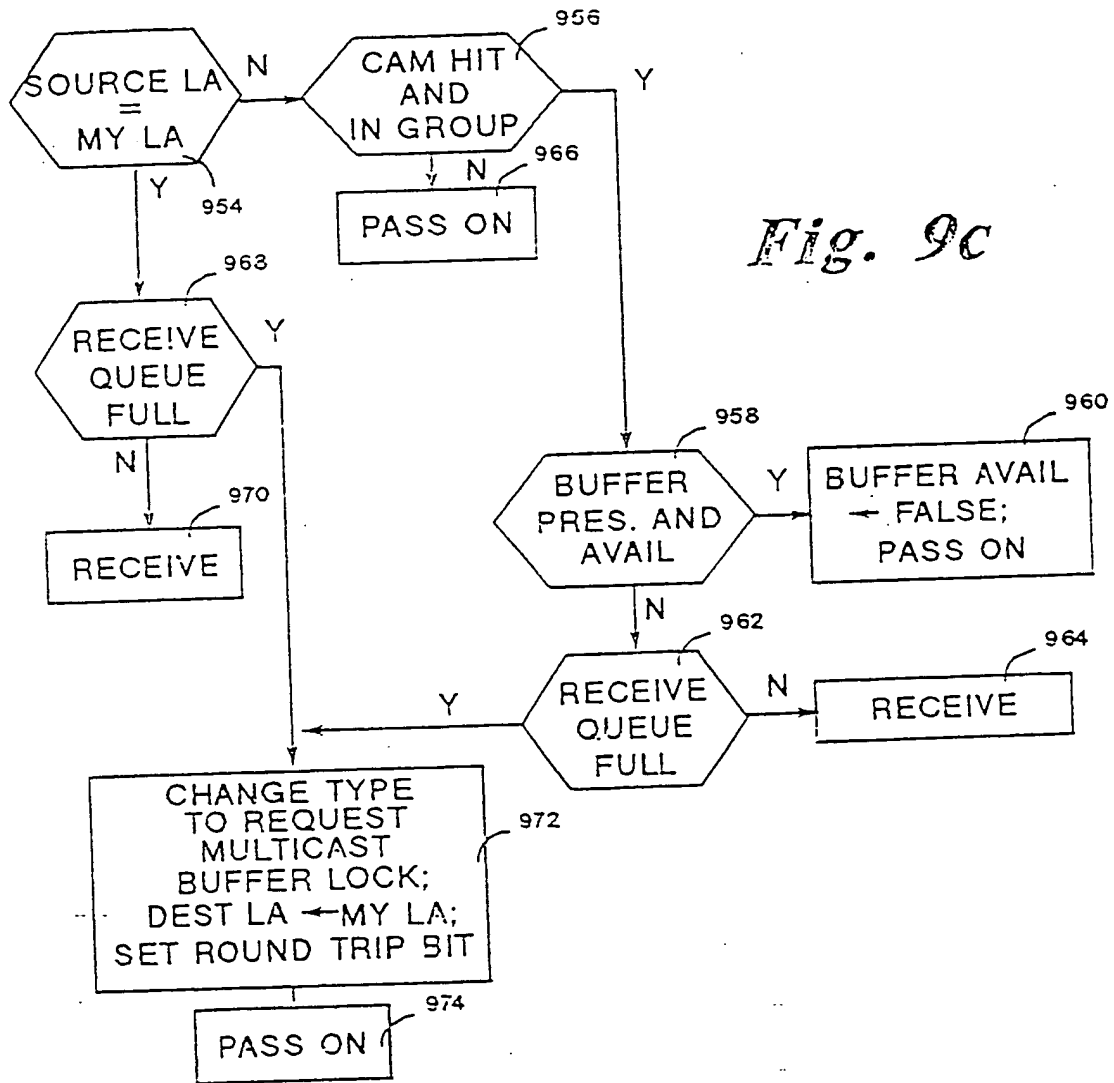 956
SOURCE LA
=
MY LA
954
N
Y
CAM HIT
AND
IN GROUP
Y
N
966
PASS ON
Fig. 9c
968
RECEIVE
QUEUE
FULL
Y
N
970
RECEIVE
958
BUFFER
PRES. AND
AVAIL
Y
N
960
BUFFER AVAIL
← FALSE;
PASS ON
962
RECEIVE
QUEUE
FULL
Y
N
964
RECEIVE
CHANGE TYPE
TO REQUEST
MULTICAST
BUFFER LOCK;
DEST LA ← MY LA;
SET ROUND TRIP BIT
972
974
PASS ON